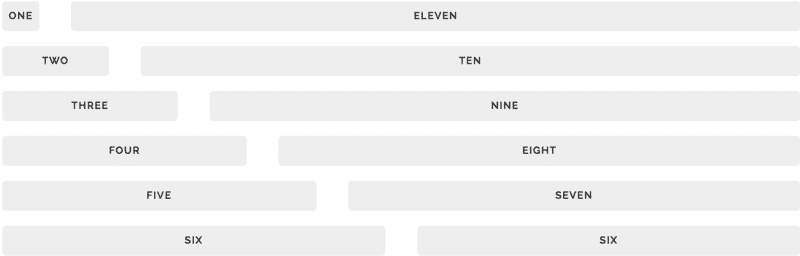 ONE ELEVEN
TWO TEN
THREE NINE
FOUR EIGHT
FIVE SEVEN
SIX SIX